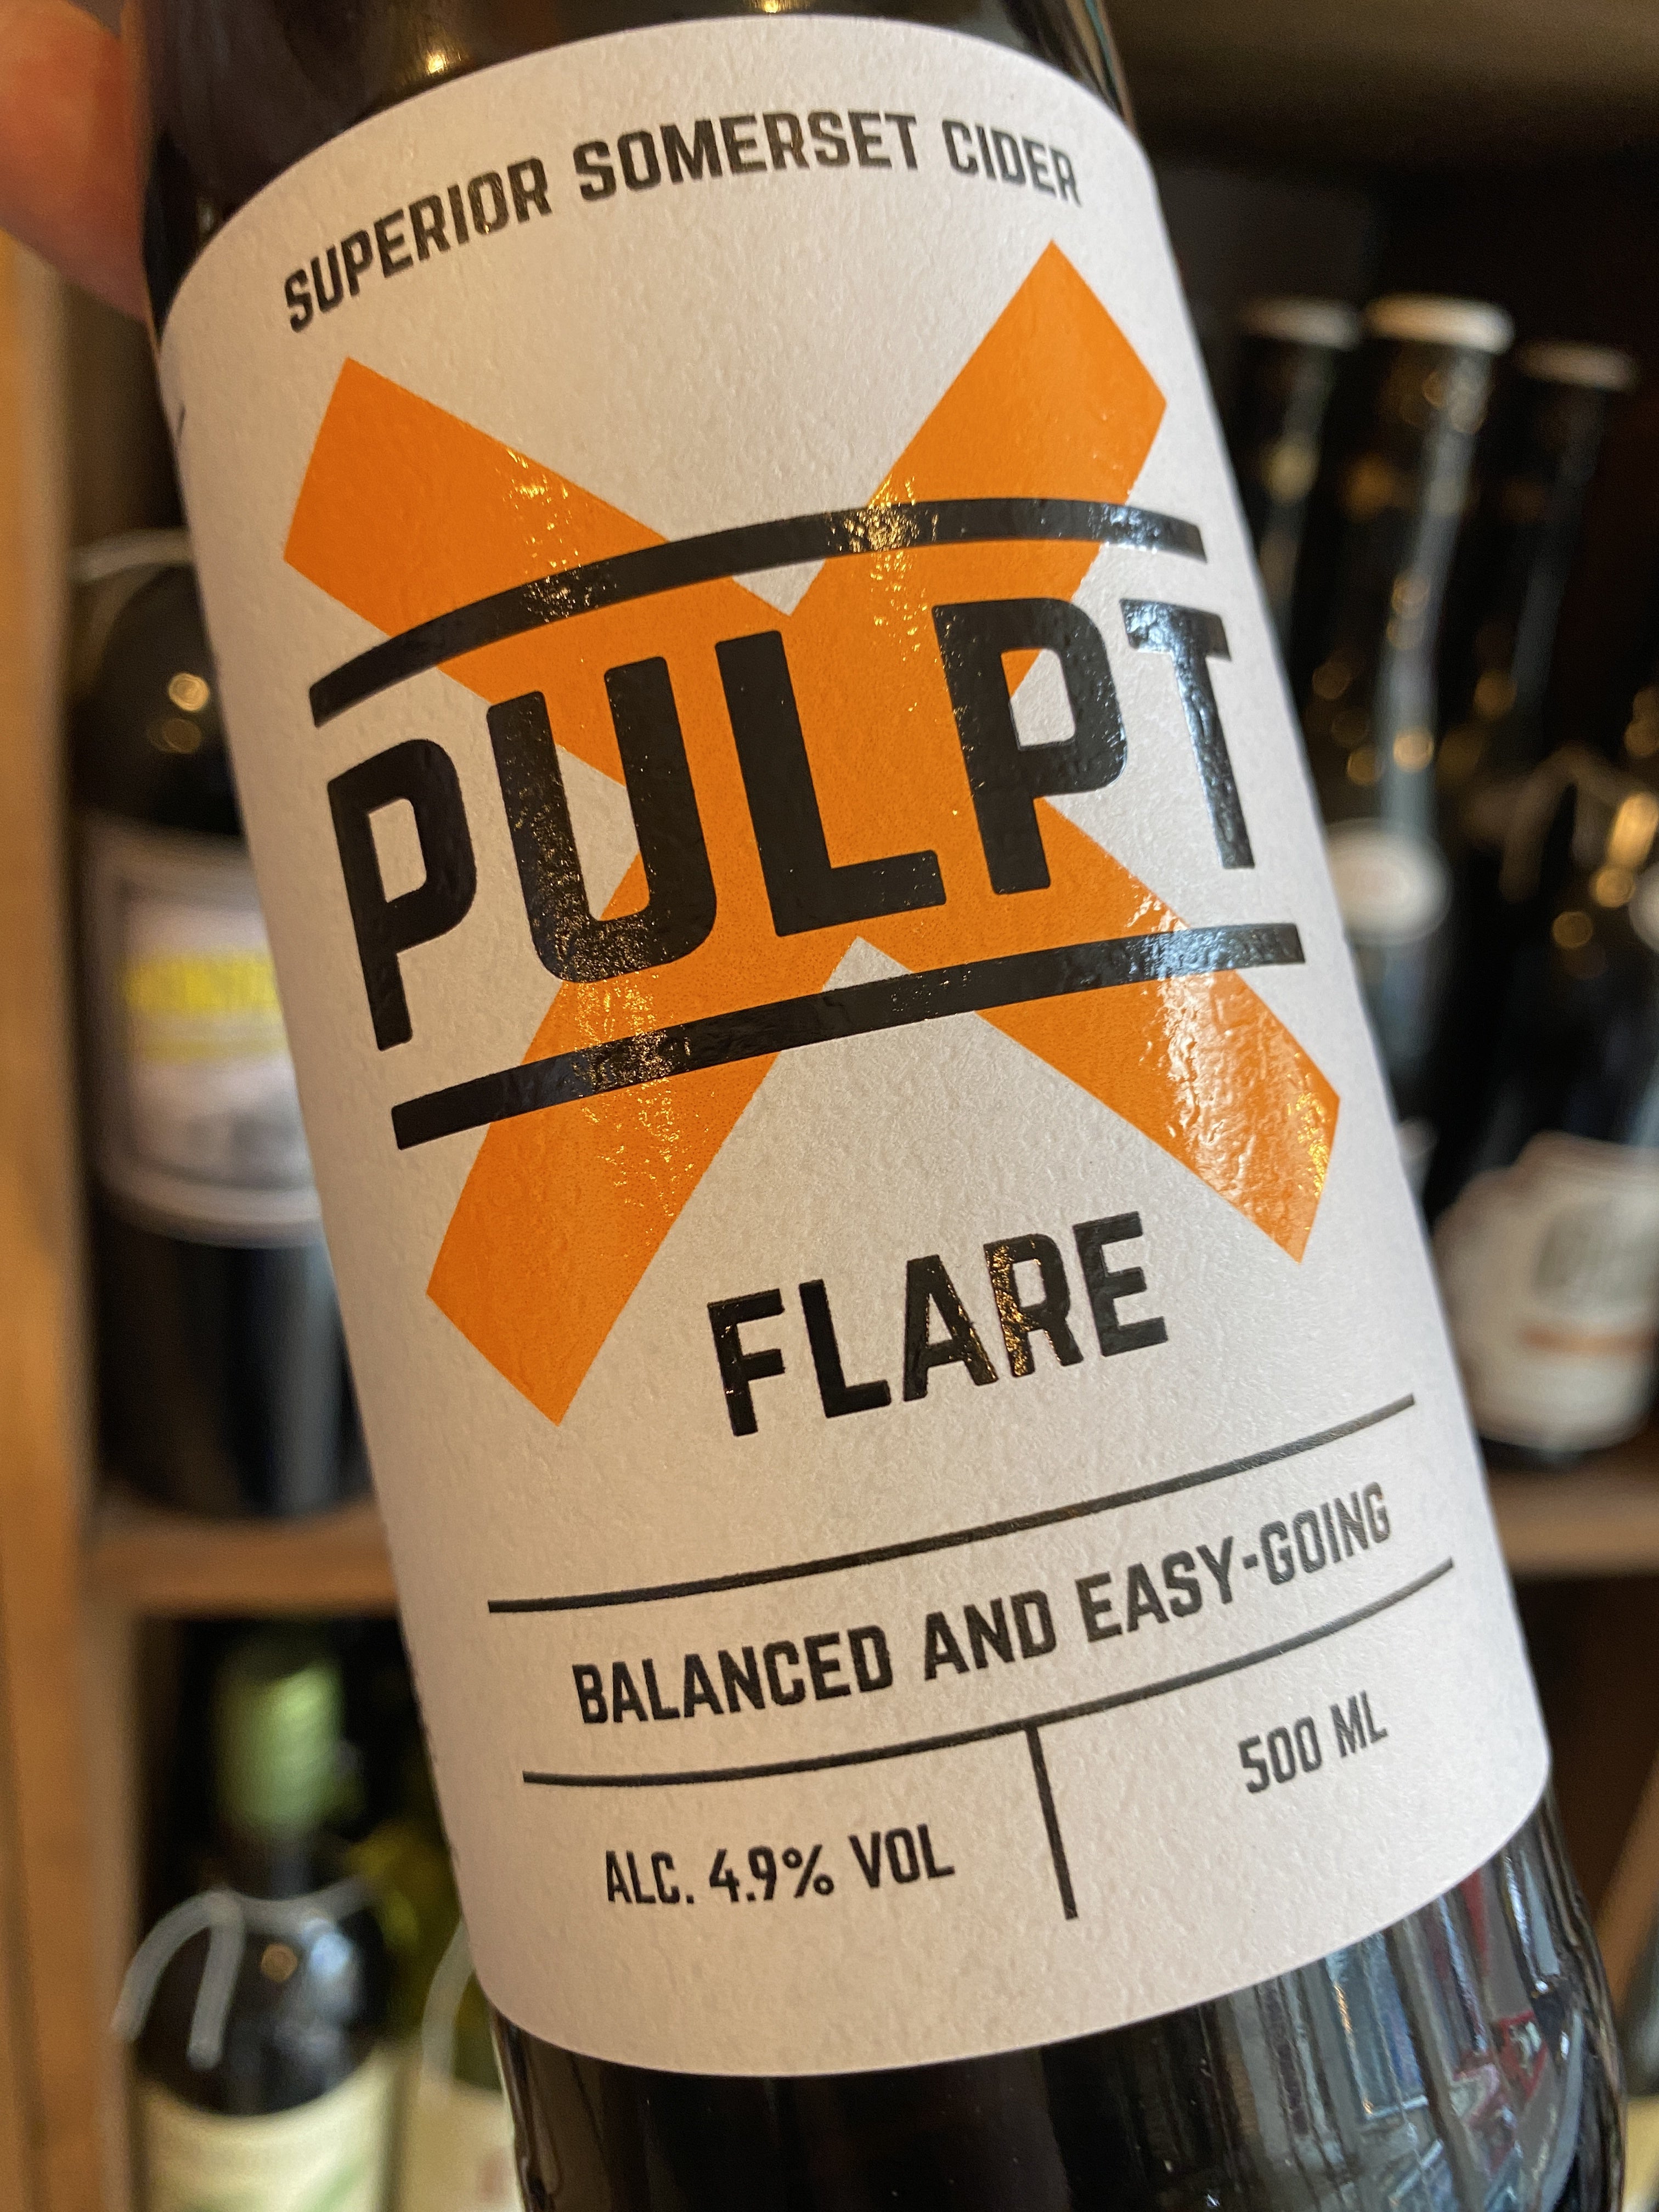 SUPERIOR SOMERSET CIDER
PULPT
FLARE
BALANCED AND EASY-GOING
ALC. 4.9% VOL
500 ML